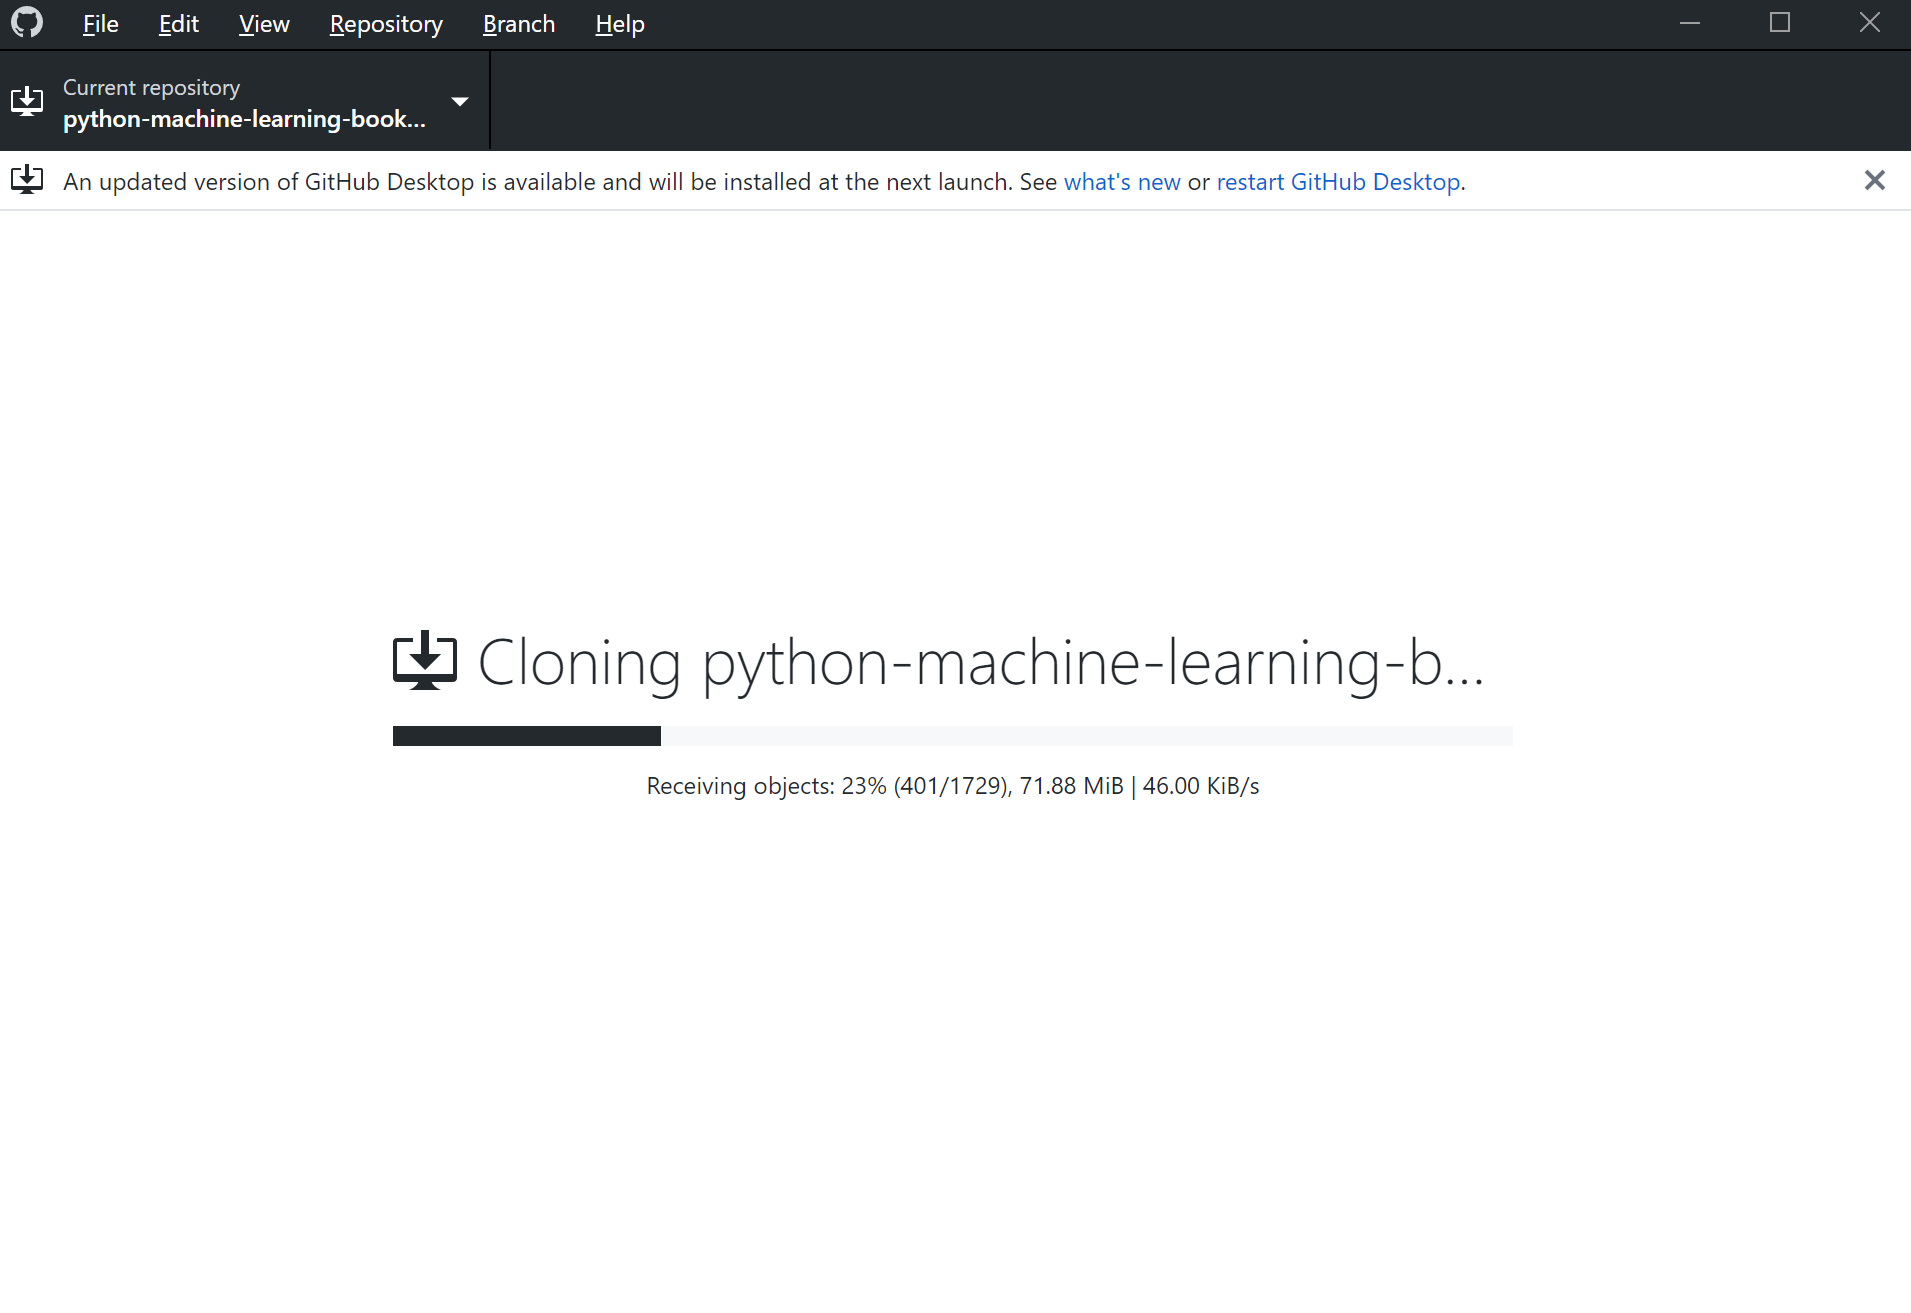 File Edit View Repository Branch Help
Current repository
python-machine-learning-book...
An updated version of GitHub Desktop is available and will be installed at the next launch. See what's new or restart GitHub Desktop.
Cloning python-machine-learning-b...
Receiving objects: 23% (401/1729), 71.88 MiB | 46.00 KiB/s